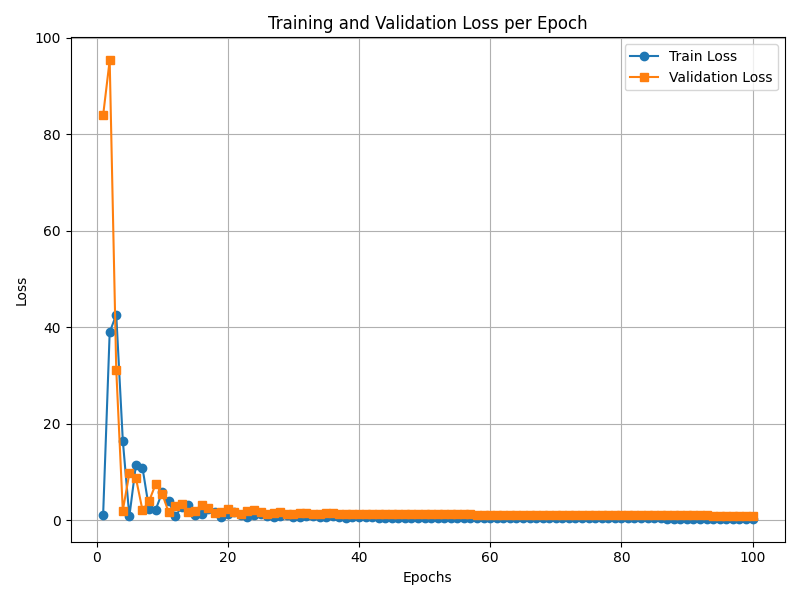 Training and Validation Loss per Epoch
Train Loss
Validation Loss
Loss
100
80
60
40
20
0
0 20 40 60 80 100
Epochs